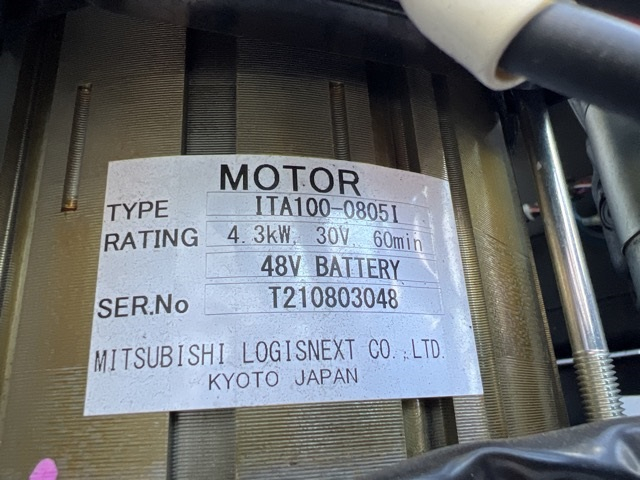 MOTOR
TYPE ITA100-08051
RATING 4.3kW, 30V, 60min
48V BATTERY
SER.No T210803048
MITSUBISHI LOGISNEXT CO.,LTD.
KYOTO JAPAN